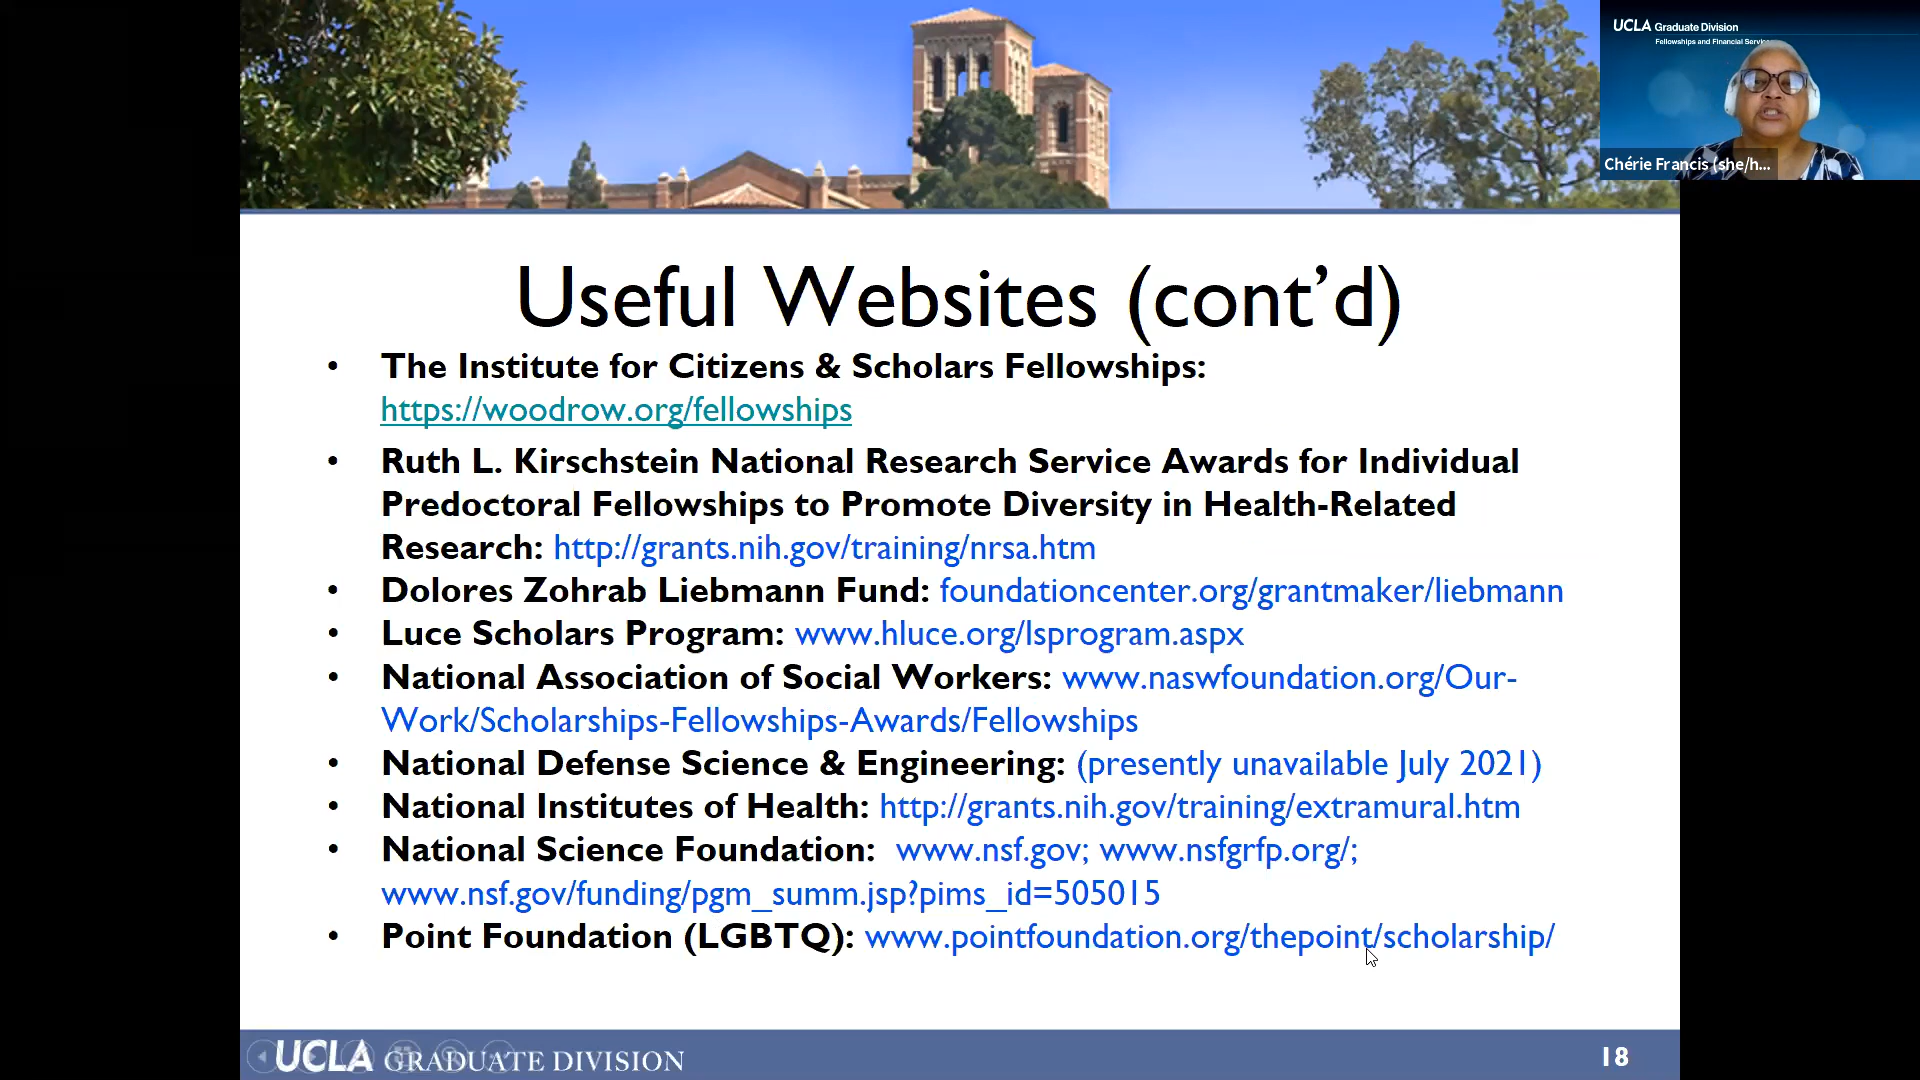 UCLA Graduate Division
Fellowships and Financial Service
Chérie Francis (she/h...
Useful Websites (cont’d)
• The Institute for Citizens & Scholars Fellowships:
https://woodrow.org/fellowships
• Ruth L. Kirschstein National Research Service Awards for Individual
Predoctoral Fellowships to Promote Diversity in Health-Related
Research: http://grants.nih.gov/training/nrsa.htm
• Dolores Zohrab Liebmann Fund: foundationcenter.org/grantmaker/liebmann
• Luce Scholars Program: www.hluce.org/lsprogram.aspx
• National Association of Social Workers: www.naswfoundation.org/Our-
Work/Scholarships-Fellowships-Awards/Fellowships
• National Defense Science & Engineering: (presently unavailable July 2021)
• National Institutes of Health: http://grants.nih.gov/training/extramural.htm
• National Science Foundation: www.nsf.gov; www.nsfgrfp.org/;
www.nsf.gov/funding/pgm_summ.jsp?pims_id=505015
• Point Foundation (LGBTQ): www.pointfoundation.org/thepoint/scholarship/
UCLA GRADUATE DIVISION
18